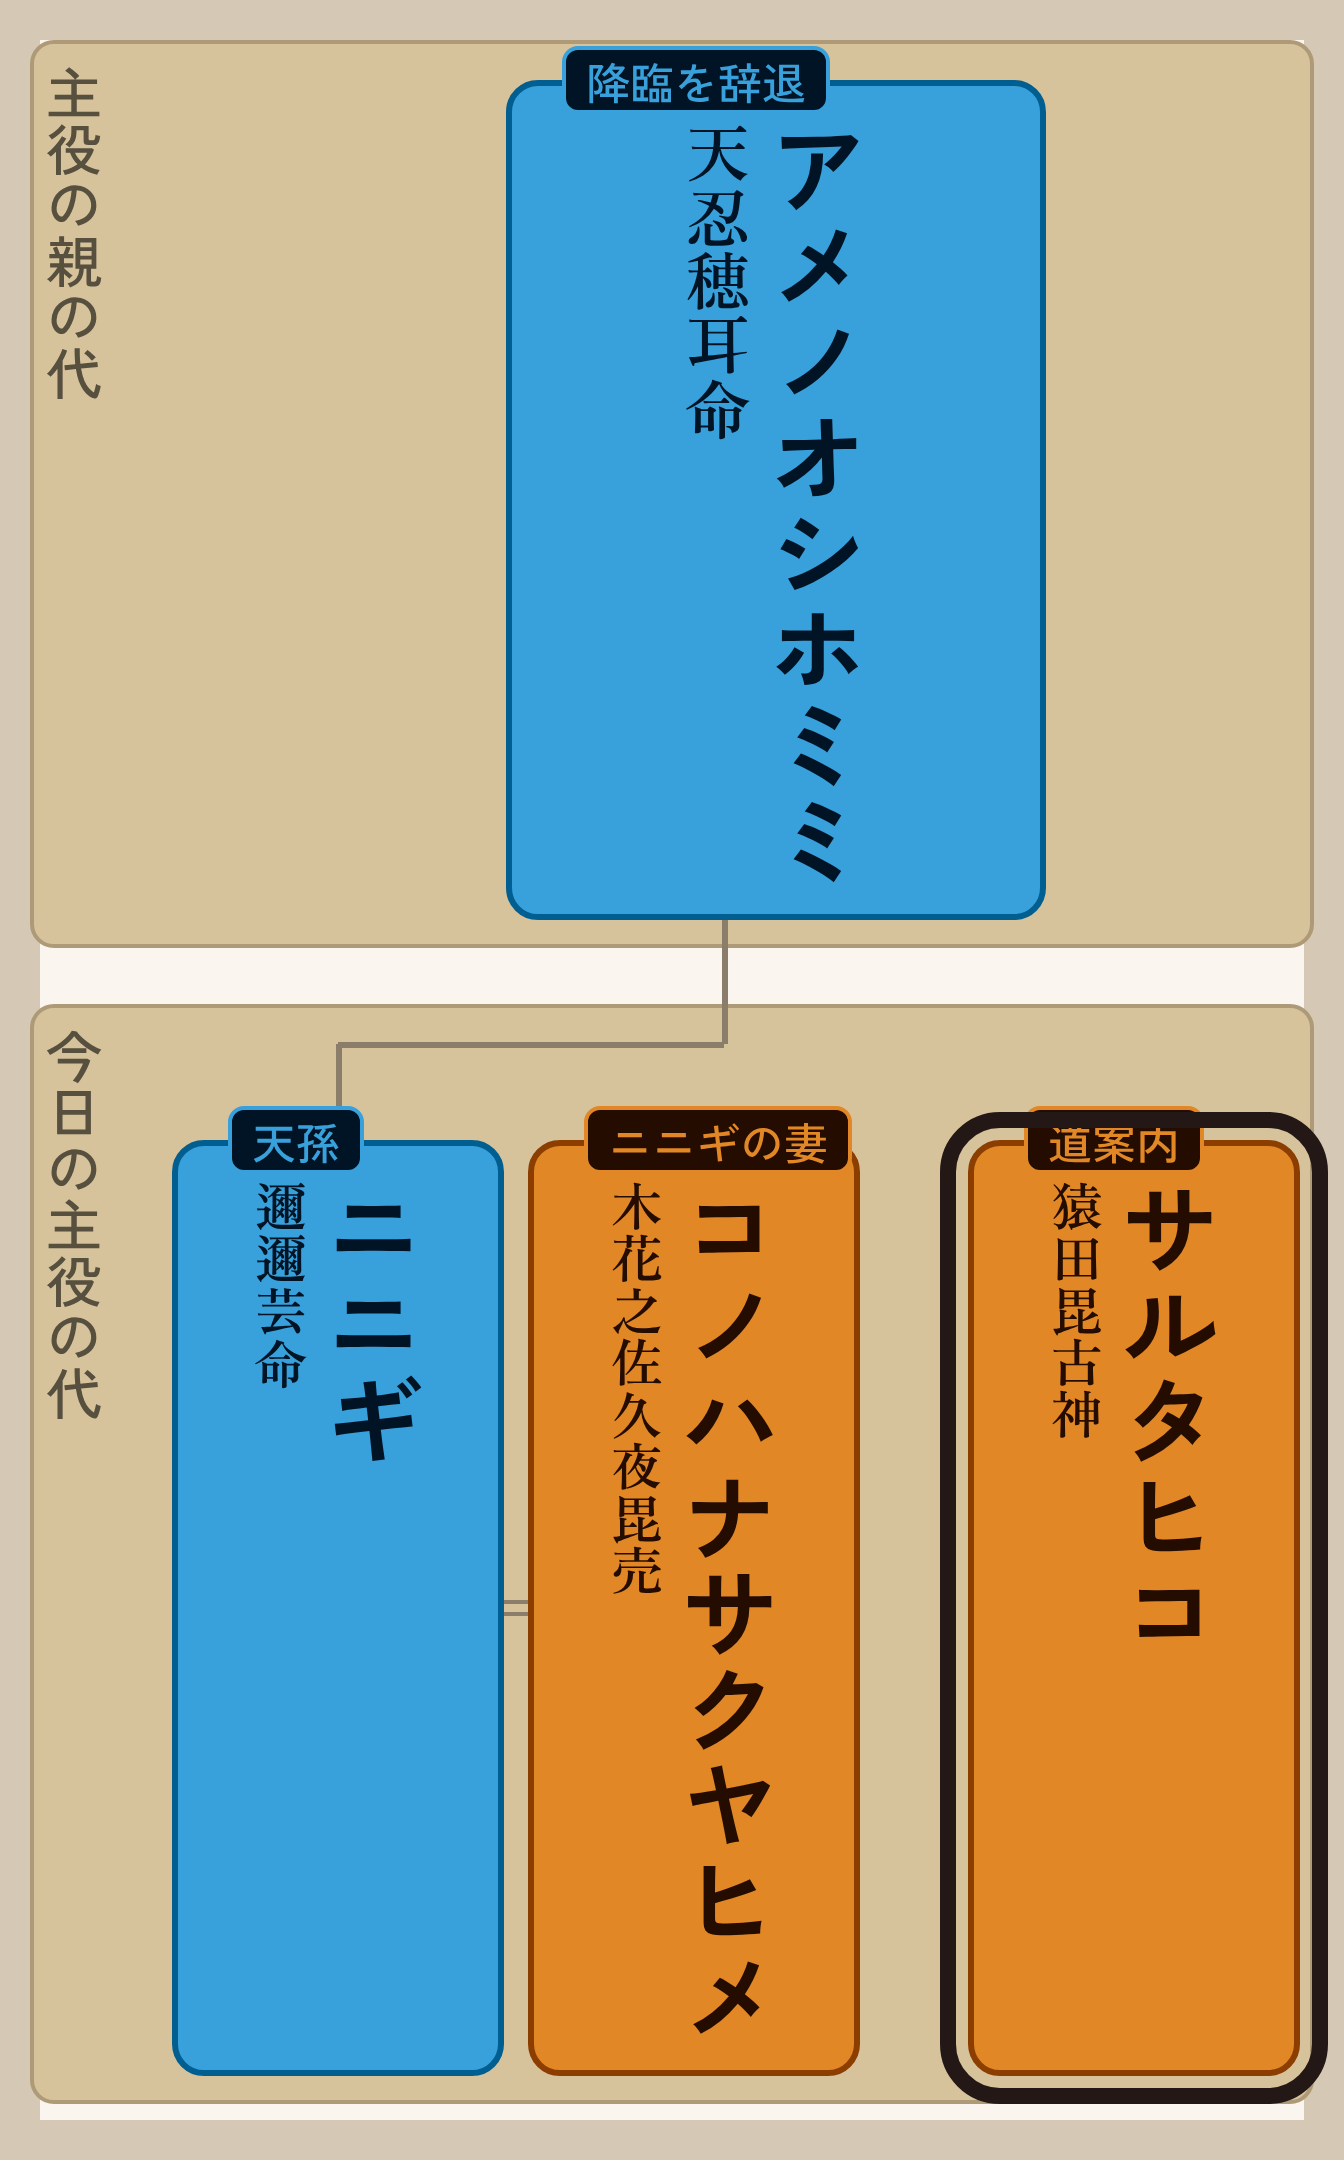 主役の親の代
降臨を辞退
アメノオシホミミ
天忍穂耳命
今日の主役の代
天孫
ニニギ
邇邇芸命
ニニギの妻
コノハナサクヤヒメ
木花之佐久夜毘売
道案内
サルタヒコ
猿田毘古神